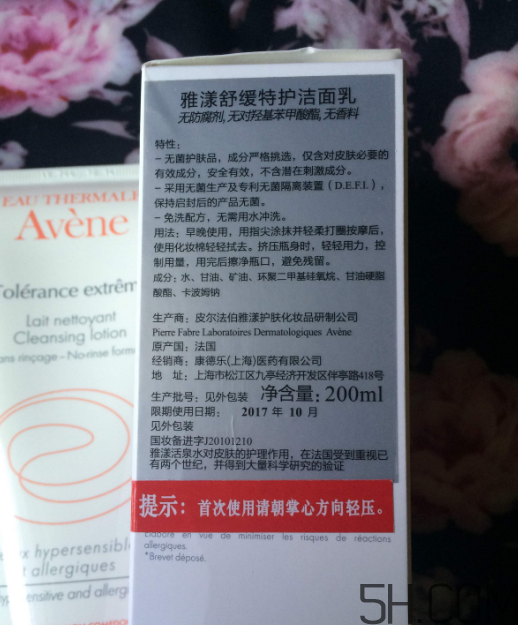 雅漾舒缓特护洁面乳
无防腐剂, 无对羟基苯甲酸酯, 无香料
特性：
– 无菌护肤品，成分严格挑选，仅含对皮肤必要的
有效成分，安全有效，不含潜在刺激成分。
– 采用无菌生产及专利无菌隔离装置（D.E.F.I.），
保持启封后的产品无菌。
– 免洗配方，无需用水冲洗。
用法：早晚使用，用指尖涂抹并轻柔打圈按摩后，
使用化妆棉轻轻拭去。挤压瓶身时，轻轻用力，控
制用量，用完后擦净瓶口，避免残留。
成分：水、甘油、矿油、环聚二甲基硅氧烷、甘油硬脂
酸酯、卡波姆钠
生产商：皮尔法伯雅漾护肤化妆品研制公司
Pierre Fabre Laboratoires Dermatologiques Avène
原产国：法国
经销商：康德乐(上海)医药有限公司
地 址：上海市松江区九亭经济开发区伴亭路418号
生产批号：见外包装 净含量：200ml
限期使用日期： 2017 年 10 月
见外包装
国妆备进字J20101210
雅漾活泉水对皮肤的护理作用，在法国受到重视已
有两个世纪，并得到大量科学研究的验证
提示：首次使用请朝掌心方向轻压。
Élaboré en vue de minimiser les risques de réactions
allergiques.
*Brevet déposé.
EAU THERMALE
Avène
Tolérance extrêm
Lait nettoyant
Cleansing lotion
ans rinçage – No-rinse form
ux hypersensibl
t allergiques
hypersensitive and allerg
5H.COM